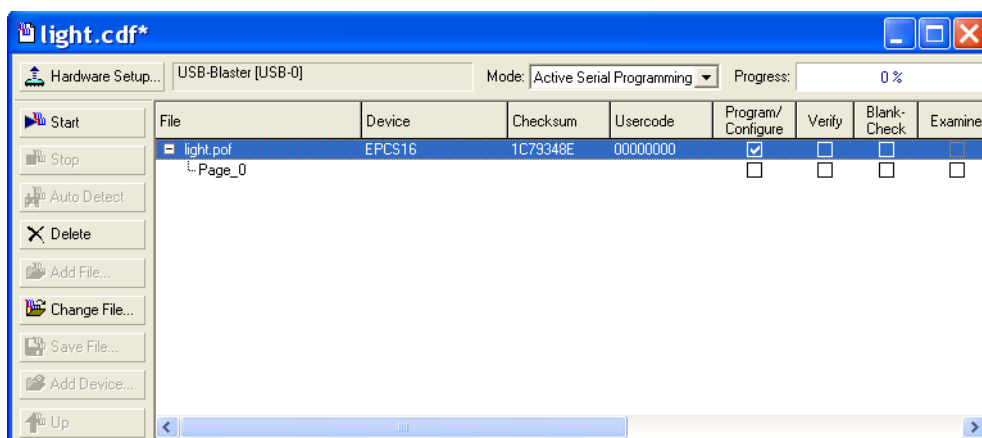 light.cdf*
Hardware Setup... USB-Blaster [USB-0] Mode: Active Serial Programming Progress: 0 %
Start
Stop
Auto Detect
Delete
Add File...
Change File...
Save File...
Add Device...
Up
File Device Checksum Usercode Program/ Configure Verify Blank- Check Examine
light.pof EPCS16 1C79348E 00000000
Page_0